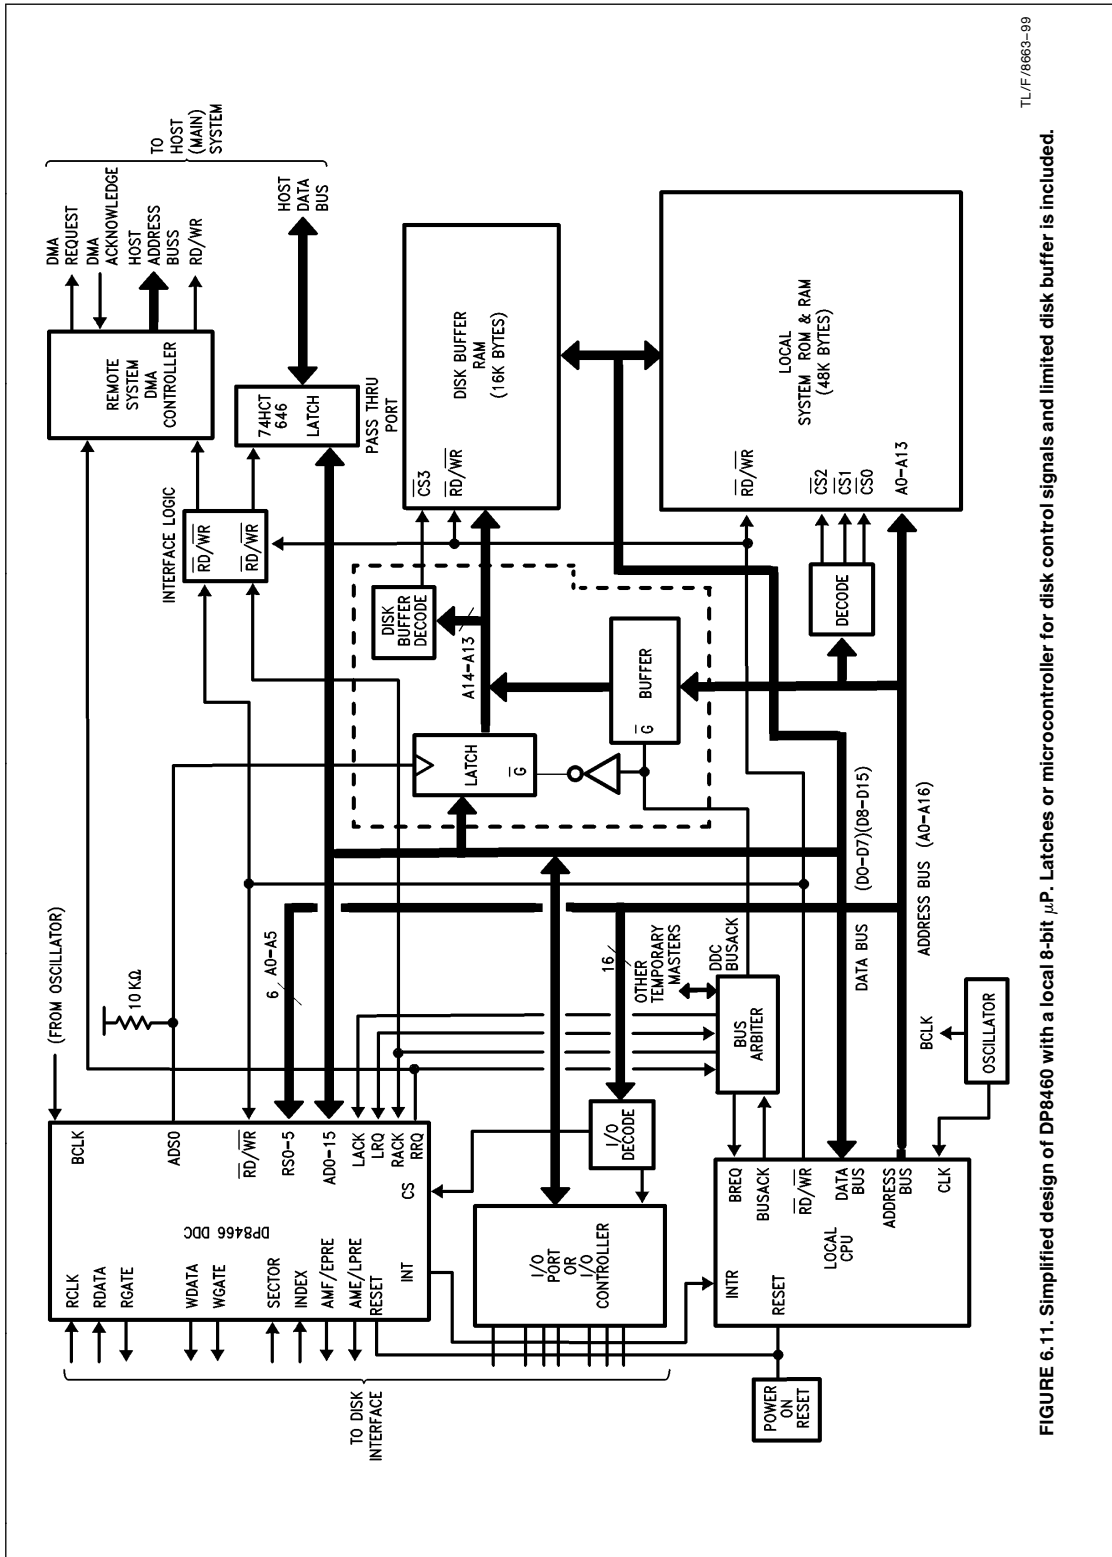 (FROM OSCILLATOR)
10 KΩ
BCLK
ADS0
RD/WR
RS0-5
AD0-15
LACK
LRQ
RACK
RRQ
CS
INT
DP8466 DDC
RCLK
RDATA
RGATE
WDATA
WGATE
SECTOR
INDEX
AMF/EPRE
AME/LPRE
RESET
TO DISK
INTERFACE
6 A0-A5
16
I/O
PORT
OR
I/O
CONTROLLER
I/O
DECODE
OTHER
TEMPORARY
MASTERS
DDC
BUSACK
BUS
ARBITER
POWER
ON
RESET
INTR
RESET
LOCAL
CPU
BREQ
BUSACK
RD/WR
DATA
BUS
ADDRESS
BUS
CLK
BCLK
OSCILLATOR
DATA BUS (D0-D7)(D8-D15)
ADDRESS BUS (A0-A16)
INTERFACE LOGIC
RD/WR
RD/WR
REMOTE
SYSTEM
DMA
CONTROLLER
DMA
REQUEST
DMA
ACKNOWLEDGE
HOST
ADDRESS
BUSS
RD/WR
TO
HOST
(MAIN)
SYSTEM
74HCT
646
LATCH
PASS THRU
PORT
HOST
DATA
BUS
LATCH
G
BUFFER
G
A14-A13
DISK
BUFFER
DECODE
CS3
RD/WR
DISK BUFFER
RAM
(16K BYTES)
DECODE
RD/WR
CS2
CS1
CS0
A0-A13
LOCAL
SYSTEM ROM & RAM
(48K BYTES)
TL/F/8663-99
FIGURE 6.11. Simplified design of DP8460 with a local 8-bit μP. Latches or microcontroller for disk control signals and limited disk buffer is included.